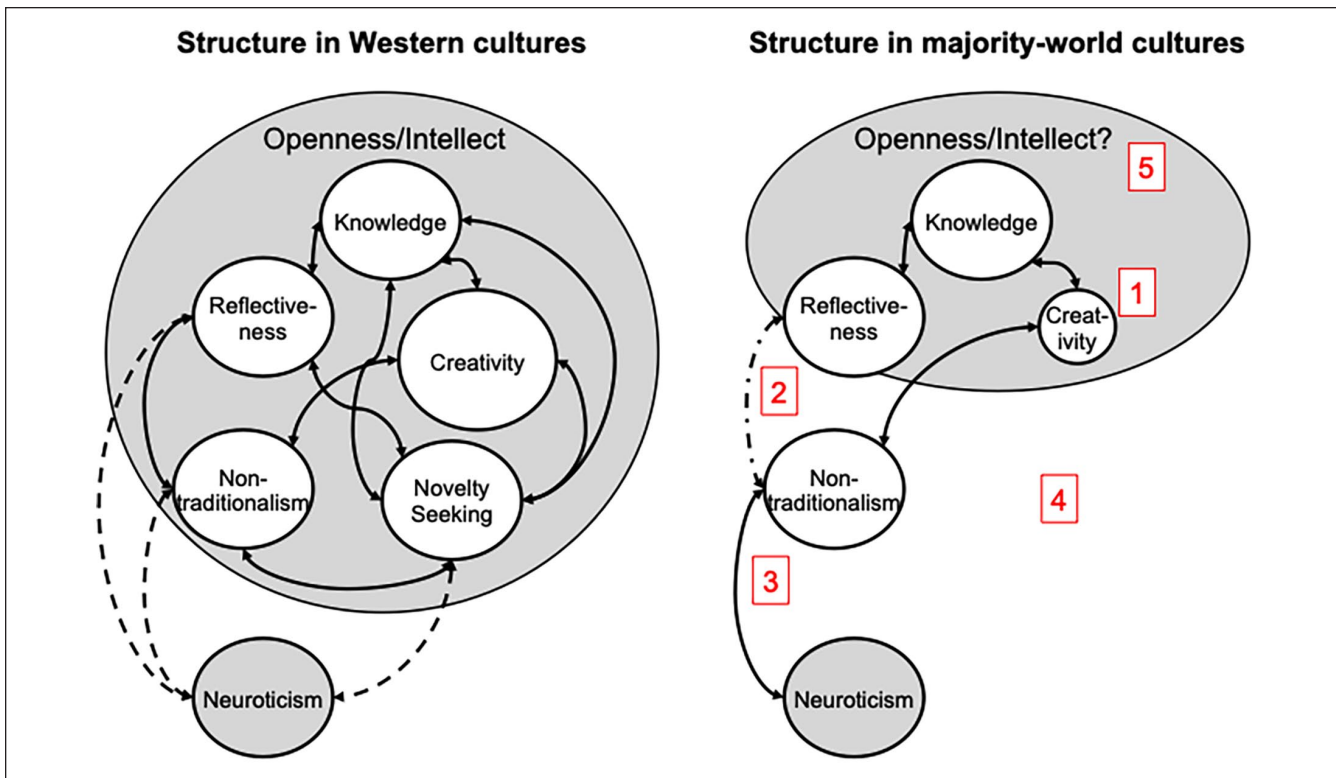 Structure in Western cultures
Openness/Intellect
Knowledge
Reflective-
ness
Creativity
Non-
traditionalism
Novelty
Seeking
Neuroticism
Structure in majority-world cultures
Openness/Intellect?
5
Knowledge
1
Reflective-
ness
Creat-
ivity
2
Non-
traditionalism
4
3
Neuroticism